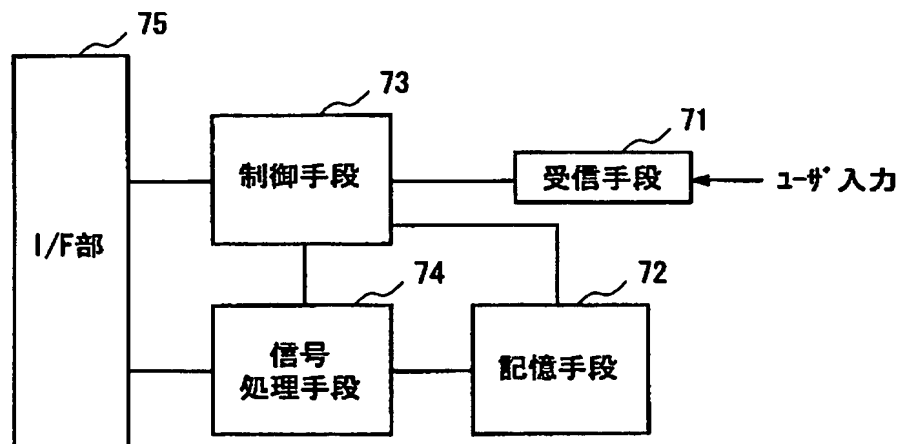 75
73
71
制御手段
受信手段
ﾕｰｻﾞ入力
I/F部
74
72
信号
処理手段
記憶手段